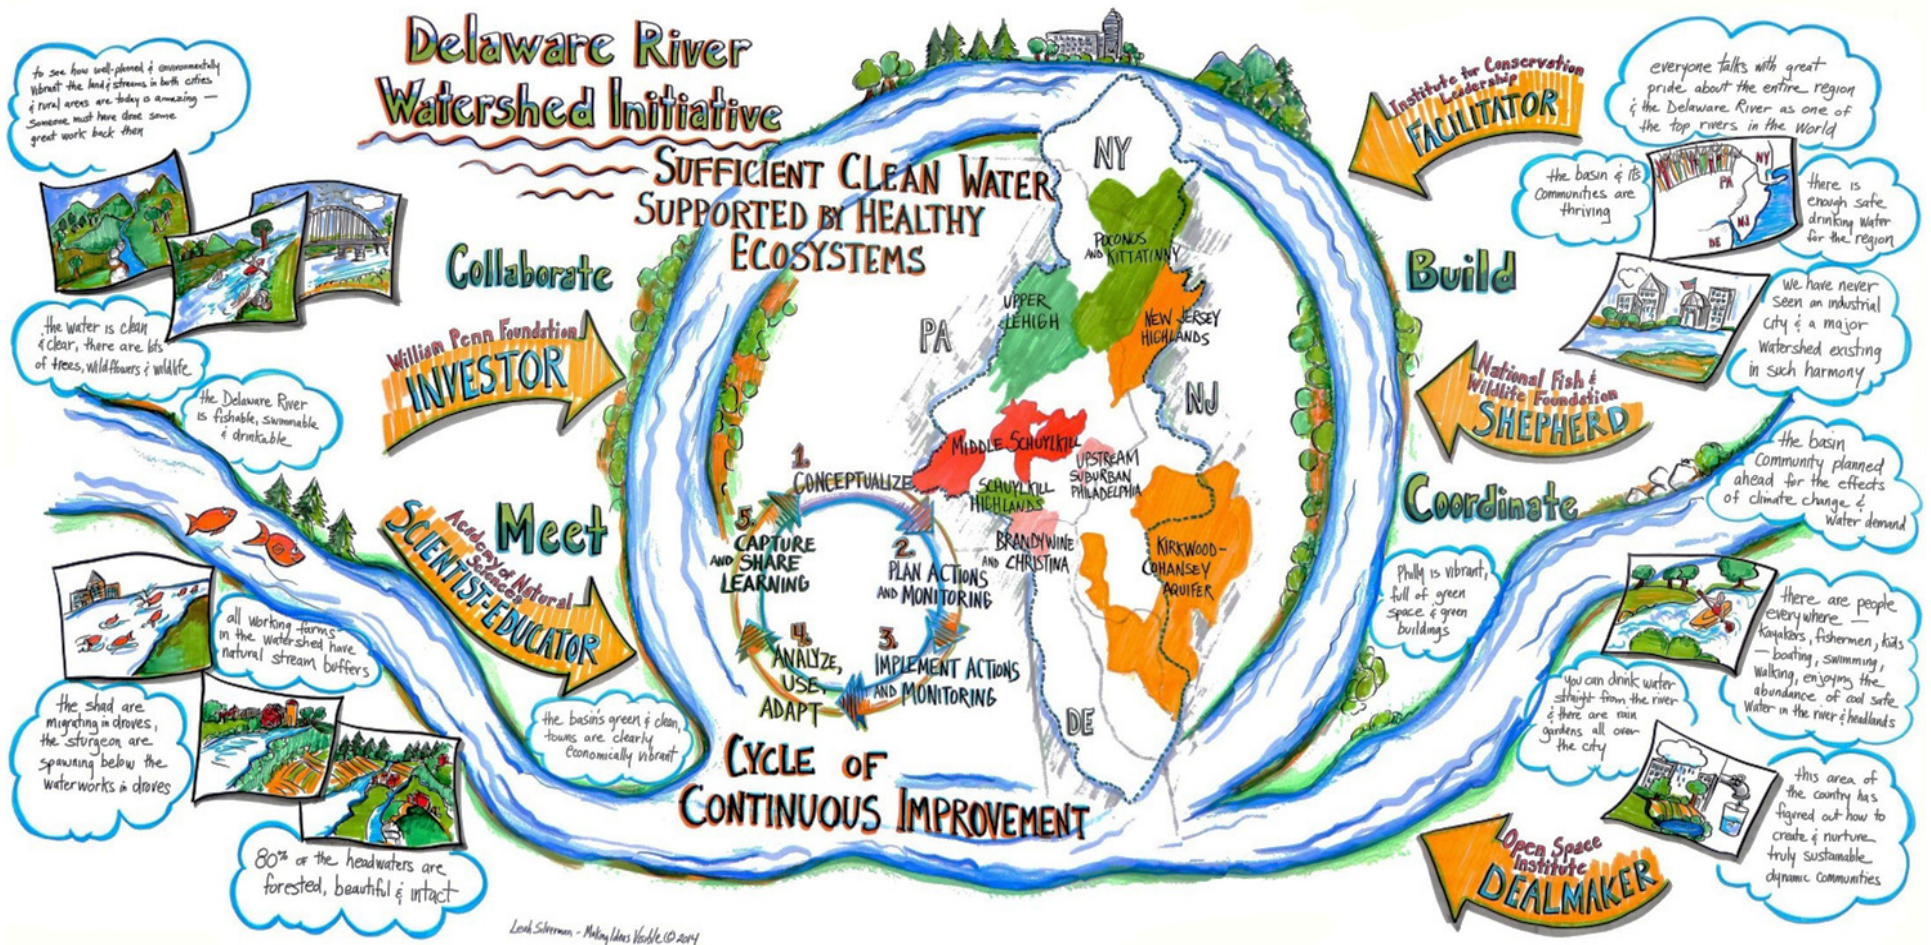 Delaware River
Watershed Initiative
SUFFICIENT CLEAN WATER
SUPPORTED BY HEALTHY
ECOSYSTEMS
to see how well-planned & environmentally
vibrant the land & streams in both cities
& rural areas are today is amazing —
Someone must have done some
great work back then
the water is clean
& clear, there are lots
of trees, wildflowers & wildlife
the Delaware River
is fishable, swimmable
& drinkable
Collaborate
William Penn Foundation
INVESTOR
Meet
Academy of Natural
Sciences
SCIENTIST-EDUCATOR
all working farms
in the watershed have
natural stream buffers
the shad are
migrating in droves,
the sturgeon are
spawning below the
waterworks in droves
80% of the headwaters are
forested, beautiful & intact
the basin's green & clean,
towns are clearly
economically vibrant
NY
POCONOS
AND KITTATINNY
UPPER
LEHIGH
NEW JERSEY
HIGHLANDS
PA
NJ
MIDDLE SCHUYLKILL
UPSTREAM
SUBURBAN
PHILADELPHIA
SCHUYLKILL
HIGHLANDS
BRANDYWINE
AND CHRISTINA
KIRKWOOD-
COHANSEY
AQUIFER
DE
1.
CONCEPTUALIZE
2.
PLAN ACTIONS
AND MONITORING
3.
IMPLEMENT ACTIONS
AND MONITORING
4.
ANALYZE,
USE,
ADAPT
5.
CAPTURE
AND SHARE
LEARNING
CYCLE OF
CONTINUOUS IMPROVEMENT
Institute for Conservation
Leadership
FACILITATOR
everyone talks with great
pride about the entire region
& the Delaware River as one of
the top rivers in the world
the basin & its
communities are
thriving
NY
PA
NJ
DE
there is
enough safe
drinking water
for the region
Build
we have never
seen an industrial
city & a major
watershed existing
in such harmony
National Fish &
Wildlife Foundation
SHEPHERD
Coordinate
the basin
community planned
ahead for the effects
of climate change &
water demand
Philly is vibrant,
full of green
space & green
buildings
there are people
everywhere —
kayakers, fishermen, kids
— boating, swimming,
walking, enjoying the
abundance of cool safe
water in the river & headlands
you can drink water
straight from the river
& there are rain
gardens all over
the city
this area of
the country has
figured out how to
create & nurture
truly sustainable
dynamic communities
Open Space
Institute
DEALMAKER
Leah Silverman - Making Ideas Visible © 2014